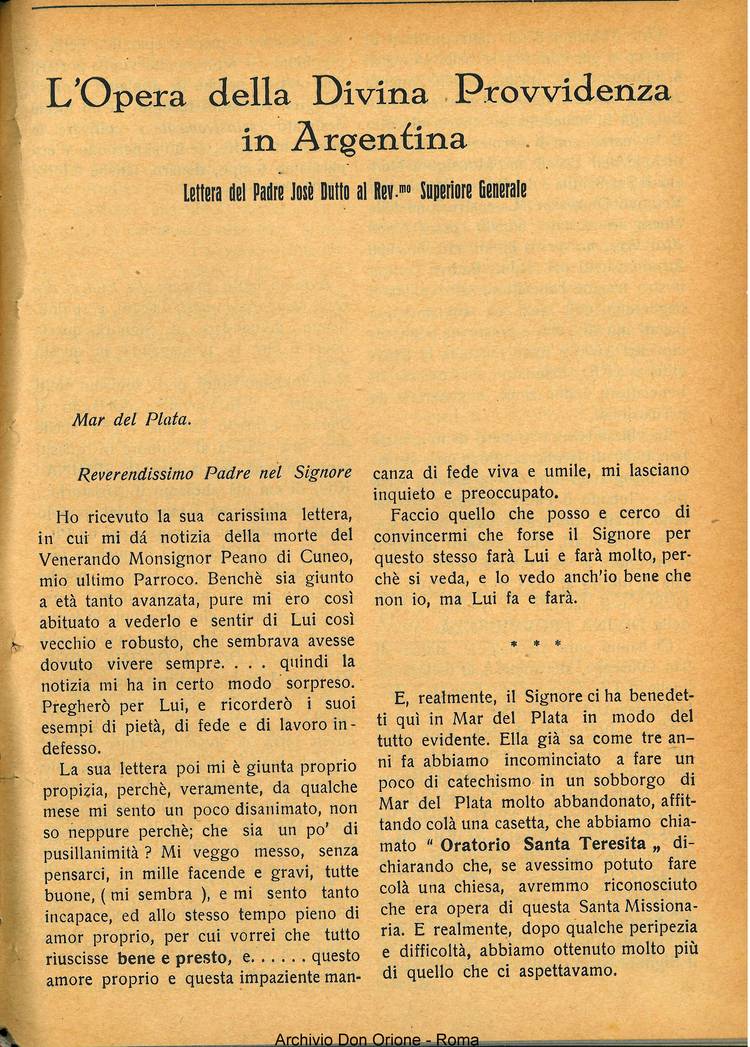 L'Opera della Divina Provvidenza
in Argentina
Lettera del Padre Josè Dutto al Rev.mo Superiore Generale
Mar del Plata.
Reverendissimo Padre nel Signore
Ho ricevuto la sua carissima lettera,
in cui mi dá notizia della morte del
Venerando Monsignor Peano di Cuneo,
mio ultimo Parroco. Benchè sia giunto
a età tanto avanzata, pure mi ero così
abituato a vederlo e sentir di Lui così
vecchio e robusto, che sembrava avesse
dovuto vivere sempre. . . . quindi la
notizia mi ha in certo modo sorpreso.
Pregherò per Lui, e ricorderò i suoi
esempi di pietà, di fede e di lavoro in-
defesso.
La sua lettera poi mi è giunta proprio
propizia, perchè, veramente, da qualche
mese mi sento un poco disanimato, non
so neppure perchè; che sia un po' di
pusillanimità ? Mi veggo messo, senza
pensarci, in mille facende e gravi, tutte
buone, ( mi sembra ), e mi sento tanto
incapace, ed allo stesso tempo pieno di
amor proprio, per cui vorrei che tutto
riuscisse bene e presto, e. . . . . . questo
amore proprio e questa impaziente man-
canza di fede viva e umile, mi lasciano
inquieto e preoccupato.
Faccio quello che posso e cerco di
convincermi che forse il Signore per
questo stesso farà Lui e farà molto, per-
chè si veda, e lo vedo anch'io bene che
non io, ma Lui fa e farà.
* * *
E, realmente, il Signore ci ha benedet-
ti quì in Mar del Plata in modo del
tutto evidente. Ella già sa come tre an-
ni fa abbiamo incominciato a fare un
poco di catechismo in un sobborgo di
Mar del Plata molto abbandonato, affit-
tando colà una casetta, che abbiamo chia-
mato " Oratorio Santa Teresita „ di-
chiarando che, se avessimo potuto fare
colà una chiesa, avremmo riconosciuto
che era opera di questa Santa Missiona-
ria. E realmente, dopo qualche peripezia
e difficoltà, abbiamo ottenuto molto più
di quello che ci aspettavamo.
Archivio Don Orione - Roma